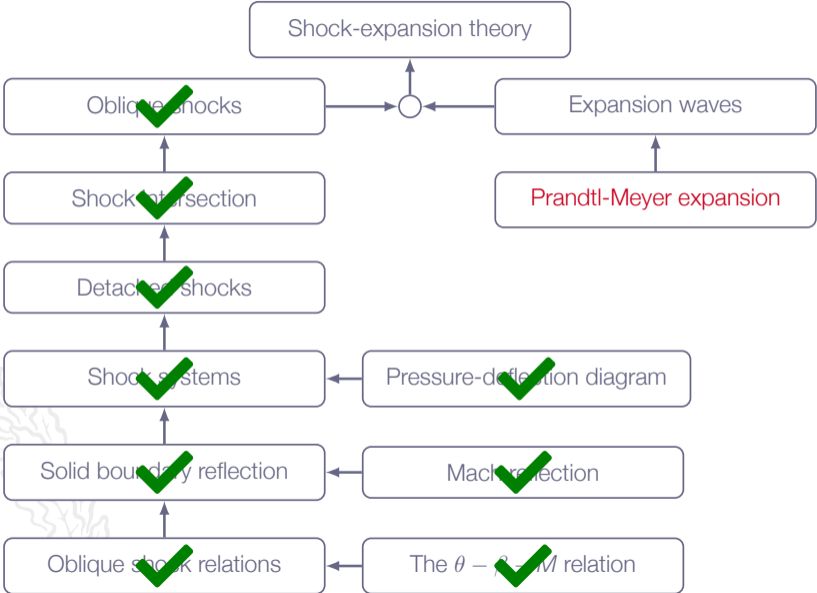 Shock-expansion theory
Oblique shocks
Expansion waves
Shock intersection
Prandtl-Meyer expansion
Detached shocks
Shock systems
Pressure-deflection diagram
Solid boundary reflection
Mach reflection
Oblique shock relations
The θ − β − M relation